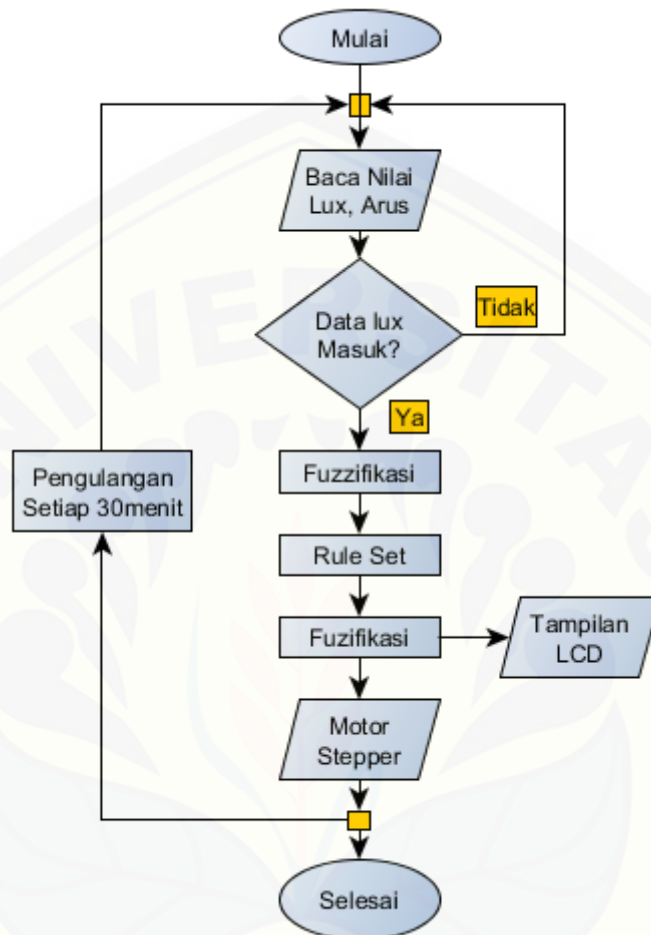 Mulai
Baca Nilai
Lux, Arus
Data lux
Masuk?
Tidak
Ya
Pengulangan
Setiap 30menit
Fuzzifikasi
Rule Set
Fuzifikasi
Tampilan
LCD
Motor
Stepper
Selesai
UNIVERSITAS